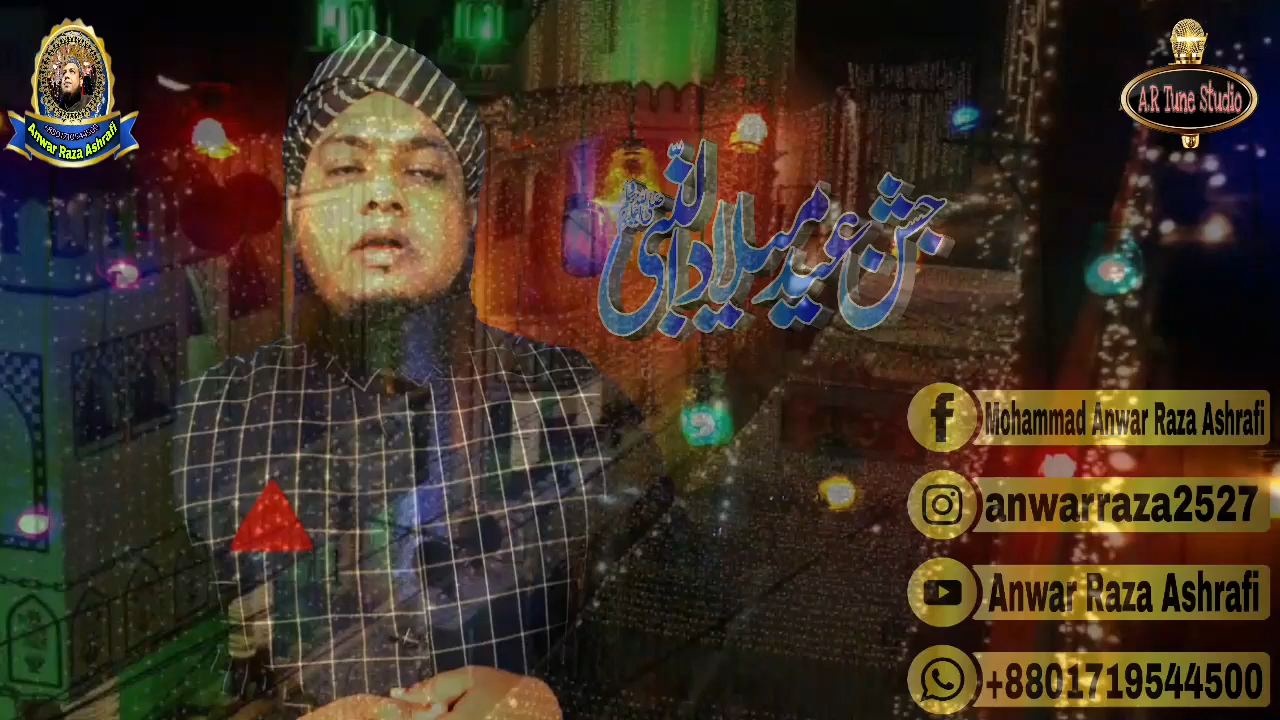 +8801719544500
Anwar Raza Ashrafi
A.R Tune Studio
جشن عید میلاد النبی ﷺ
Mohammad Anwar Raza Ashrafi
anwarraza2527
Anwar Raza Ashrafi
+8801719544500